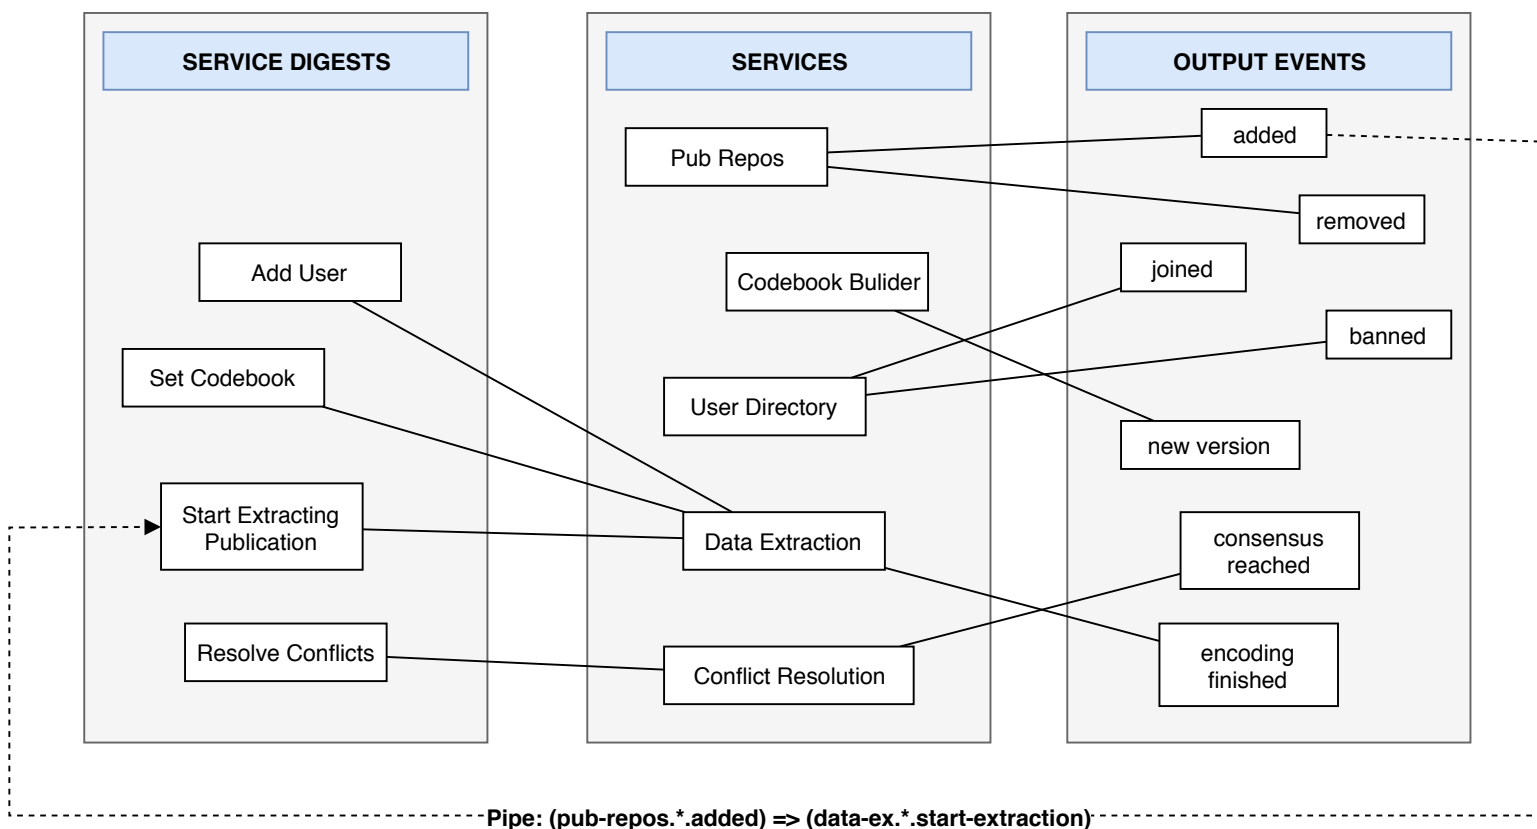 SERVICE DIGESTS
Add User
Set Codebook
Start Extracting
Publication
Resolve Conflicts
SERVICES
Pub Repos
Codebook Bulider
User Directory
Data Extraction
Conflict Resolution
OUTPUT EVENTS
added
removed
joined
banned
new version
consensus
reached
encoding
finished
Pipe: (pub-repos.*.added) => (data-ex.*.start-extraction)